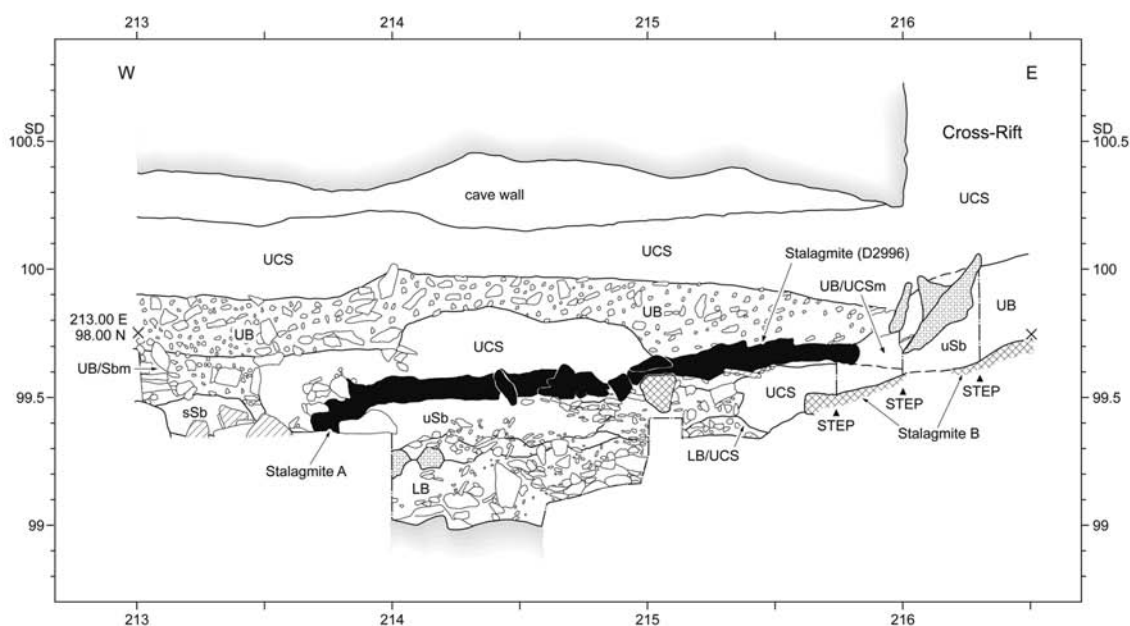 213 214 215 216
W E
SD 100.5 SD 100.5
Cross-Rift
cave wall
UCS
UCS UCS
Stalagmite (D2996)
100 100
UB/UCSm
213.00 E
98.00 N
UB UB UB
UCS
uSb
UB/Sbm
99.5 99.5
sSb uSb UCS
STEP STEP STEP
Stalagmite B
Stalagmite A
LB/UCS
LB
99 99
213 214 215 216